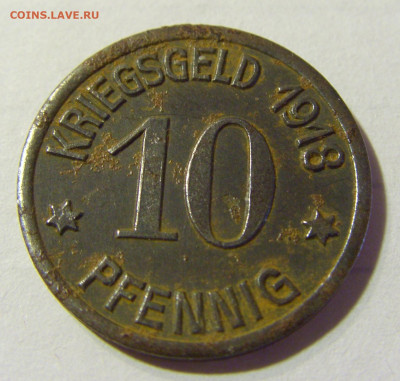 COINS.LAVE.RU
KRIEGSGELD 1918
10
PFENNIG